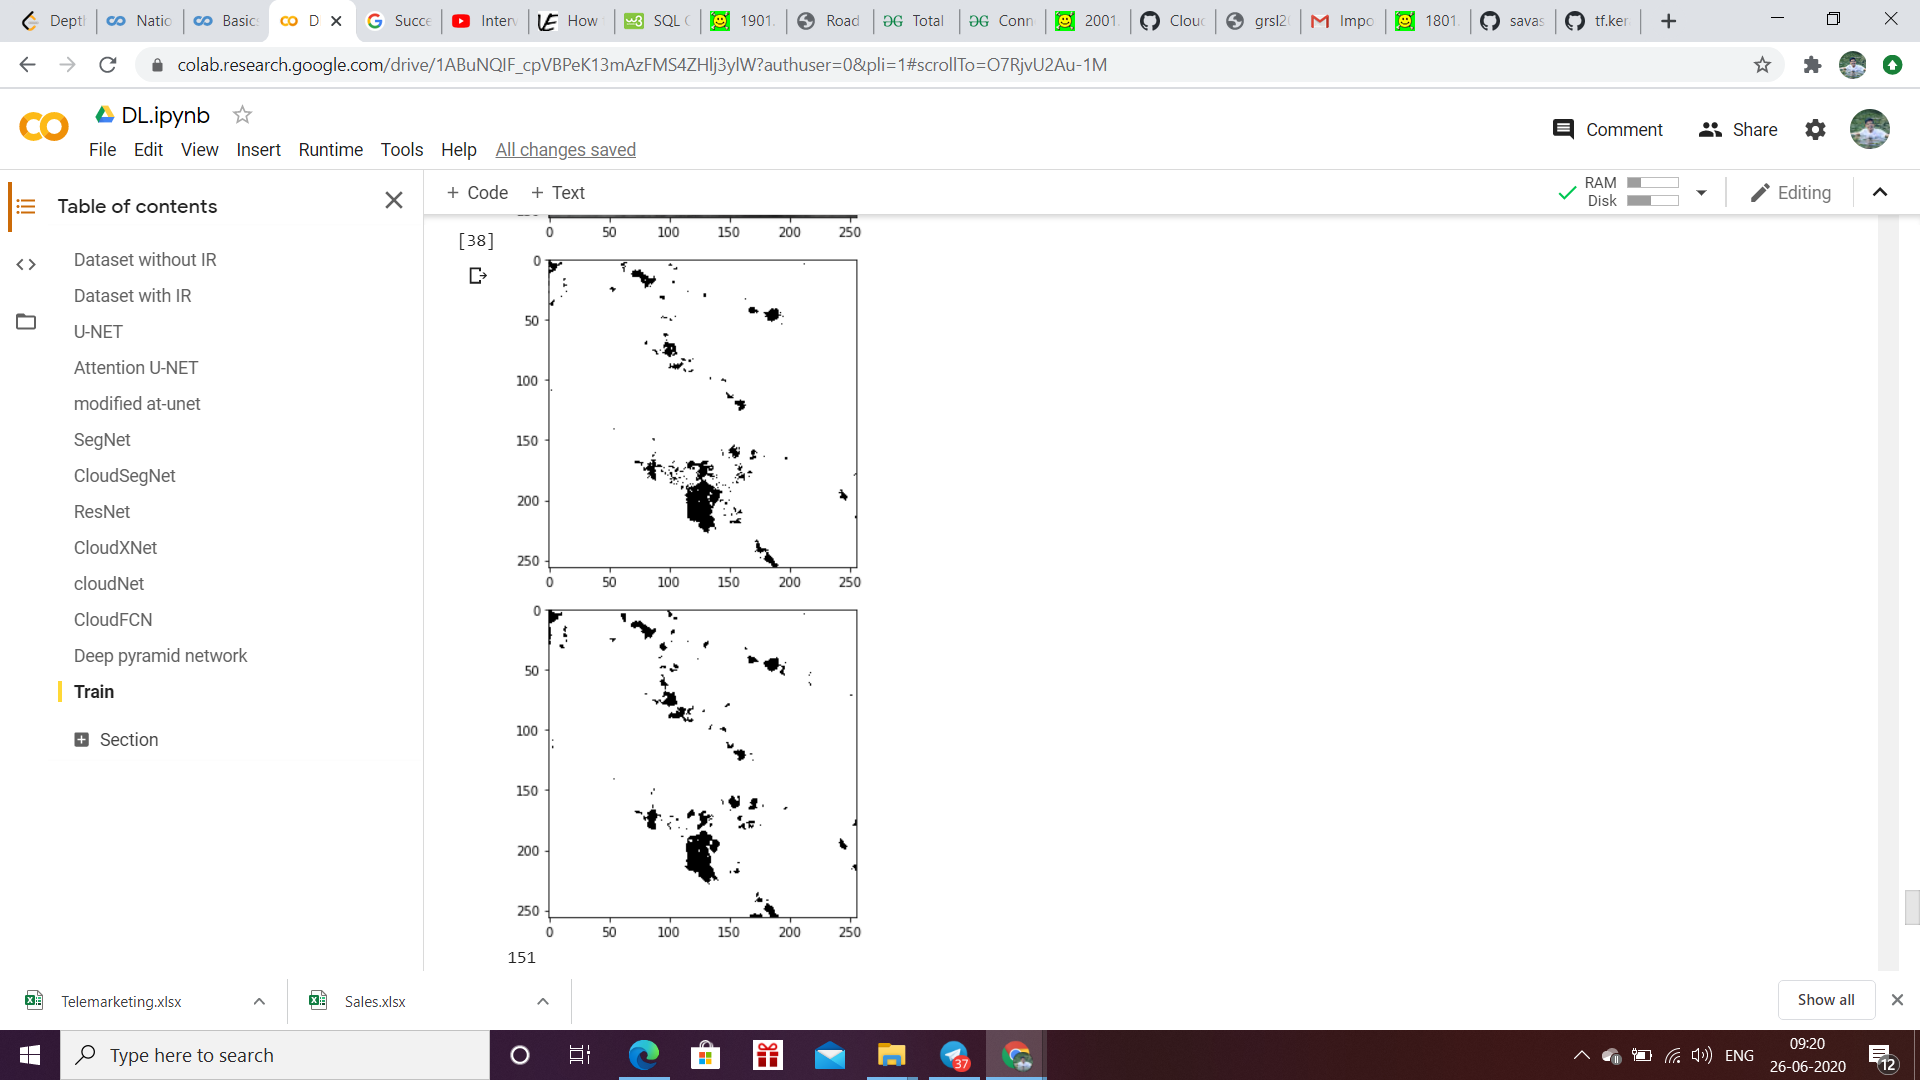 Dept Natio Basic D Succe Interv How SQL C 1901. Road Total Conn 2001. Clou grsl20 Impo 1801. savas tf.ker
colab.research.google.com/drive/1ABuNQIF_cpVBPeK13mAzFMS4ZHlj3ylW?authuser=0&pli=1#scrollTo=O7RjvU2Au-1M
DL.ipynb
Comment Share
File Edit View Insert Runtime Tools Help All changes saved
Table of contents
+ Code + Text
RAM
Disk
Editing
Dataset without IR
Dataset with IR
U-NET
Attention U-NET
modified at-unet
SegNet
CloudSegNet
ResNet
CloudXNet
cloudNet
CloudFCN
Deep pyramid network
Train
Section
0 50 100 150 200 250
[38]
0
50
100
150
200
250
0 50 100 150 200 250
0
50
100
150
200
250
0 50 100 150 200 250
151
Telemarketing.xlsx Sales.xlsx Show all
Type here to search
37
ENG
09:20
26-06-2020
12